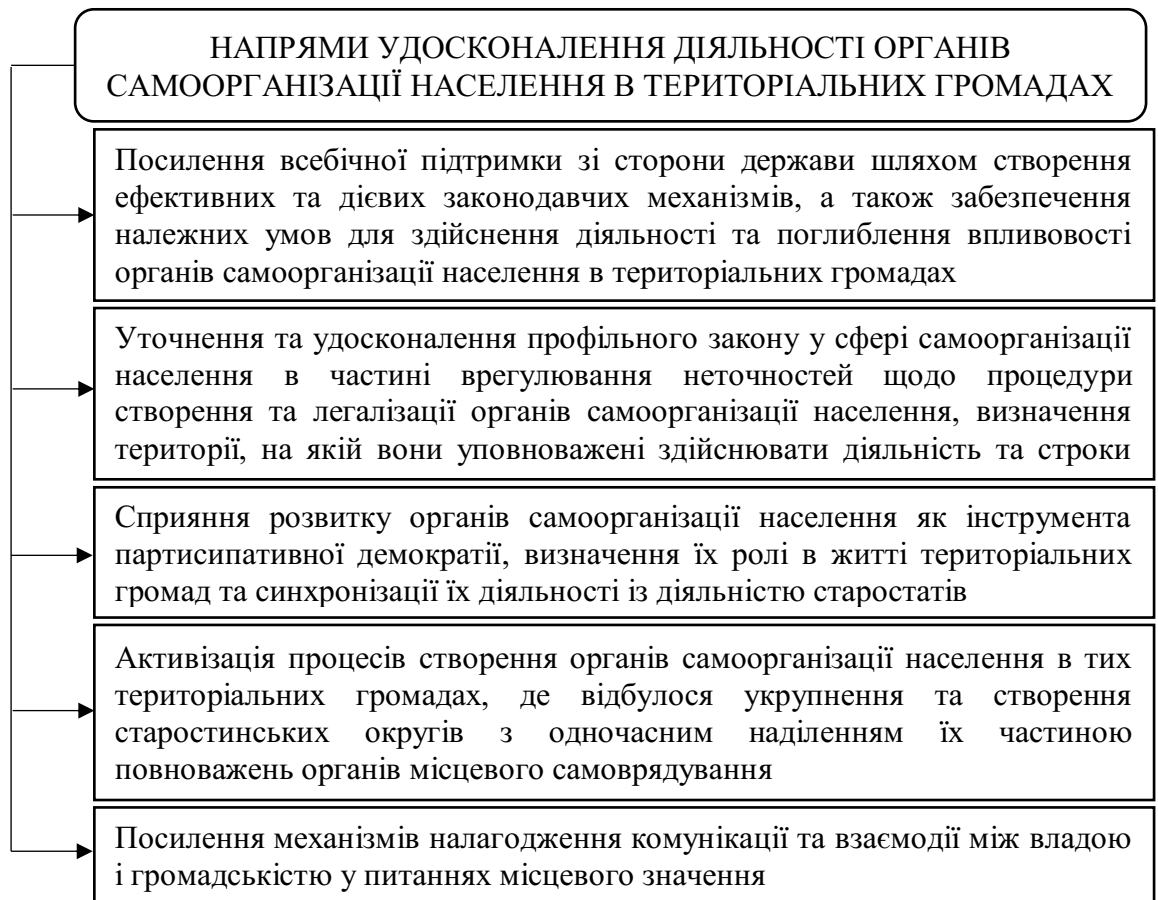 НАПРЯМИ УДОСКОНАЛЕННЯ ДІЯЛЬНОСТІ ОРГАНІВ
САМООРГАНІЗАЦІЇ НАСЕЛЕННЯ В ТЕРИТОРІАЛЬНИХ ГРОМАДАХ
Посилення всебічної підтримки зі сторони держави шляхом створення
ефективних та дієвих законодавчих механізмів, а також забезпечення
належних умов для здійснення діяльності та поглиблення впливовості
органів самоорганізації населення в територіальних громадах
Уточнення та удосконалення профільного закону у сфері самоорганізації
населення в частині врегулювання неточностей щодо процедури
створення та легалізації органів самоорганізації населення, визначення
території, на якій вони уповноважені здійснювати діяльність та строки
Сприяння розвитку органів самоорганізації населення як інструмента
партисипативної демократії, визначення їх ролі в житті територіальних
громад та синхронізації їх діяльності із діяльністю старостатів
Активізація процесів створення органів самоорганізації населення в тих
територіальних громадах, де відбулося укрупнення та створення
старостинських округів з одночасним наділенням їх частиною
повноважень органів місцевого самоврядування
Посилення механізмів налагодження комунікації та взаємодії між владою
і громадськістю у питаннях місцевого значення